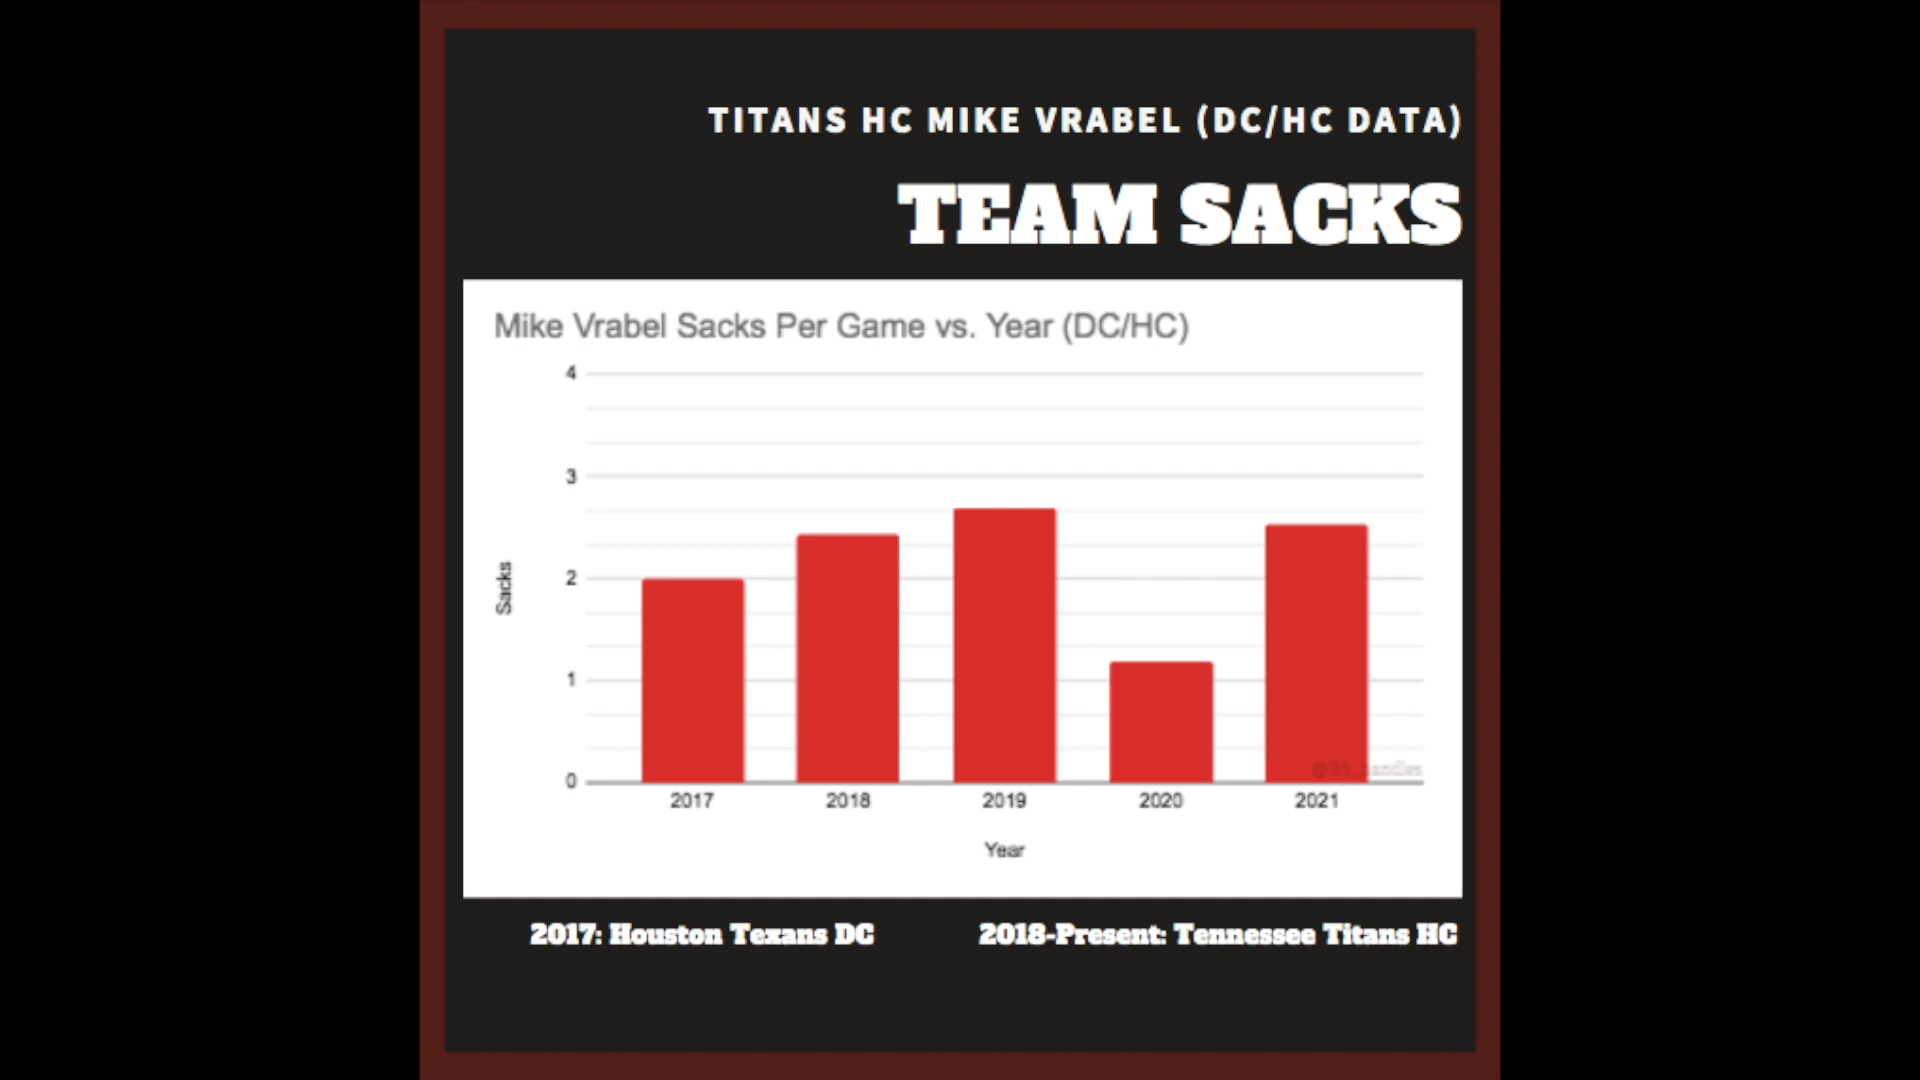 TITANS HC MIKE VRABEL (DC/HC DATA)
TEAM SACKS
Mike Vrabel Sacks Per Game vs. Year (DC/HC)
4
3
2
1
0
Sacks
2017 2018 2019 2020 2021
Year
2017: Houston Texans DC 2018-Present: Tennessee Titans HC